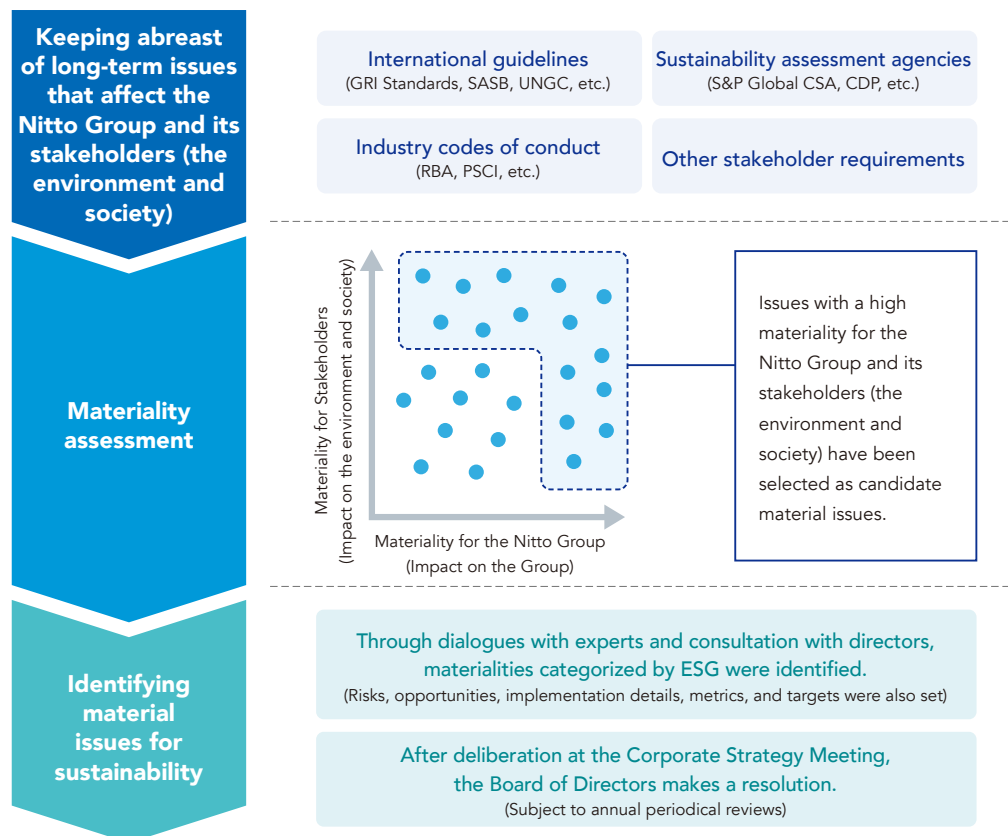 Keeping abreast
of long-term issues
that affect the
Nitto Group and its
stakeholders (the
environment and
society)
International guidelines
(GRI Standards, SASB, UNGC, etc.)
Sustainability assessment agencies
(S&P Global CSA, CDP, etc.)
Industry codes of conduct
(RBA, PSCI, etc.)
Other stakeholder requirements
Materiality
assessment
Materiality for Stakeholders
(Impact on the environment and society)
Materiality for the Nitto Group
(Impact on the Group)
Issues with a high
materiality for the
Nitto Group and its
stakeholders (the
environment and
society) have been
selected as candidate
material issues.
Identifying
material
issues for
sustainability
Through dialogues with experts and consultation with directors,
materialities categorized by ESG were identified.
(Risks, opportunities, implementation details, metrics, and targets were also set)
After deliberation at the Corporate Strategy Meeting,
the Board of Directors makes a resolution.
(Subject to annual periodical reviews)